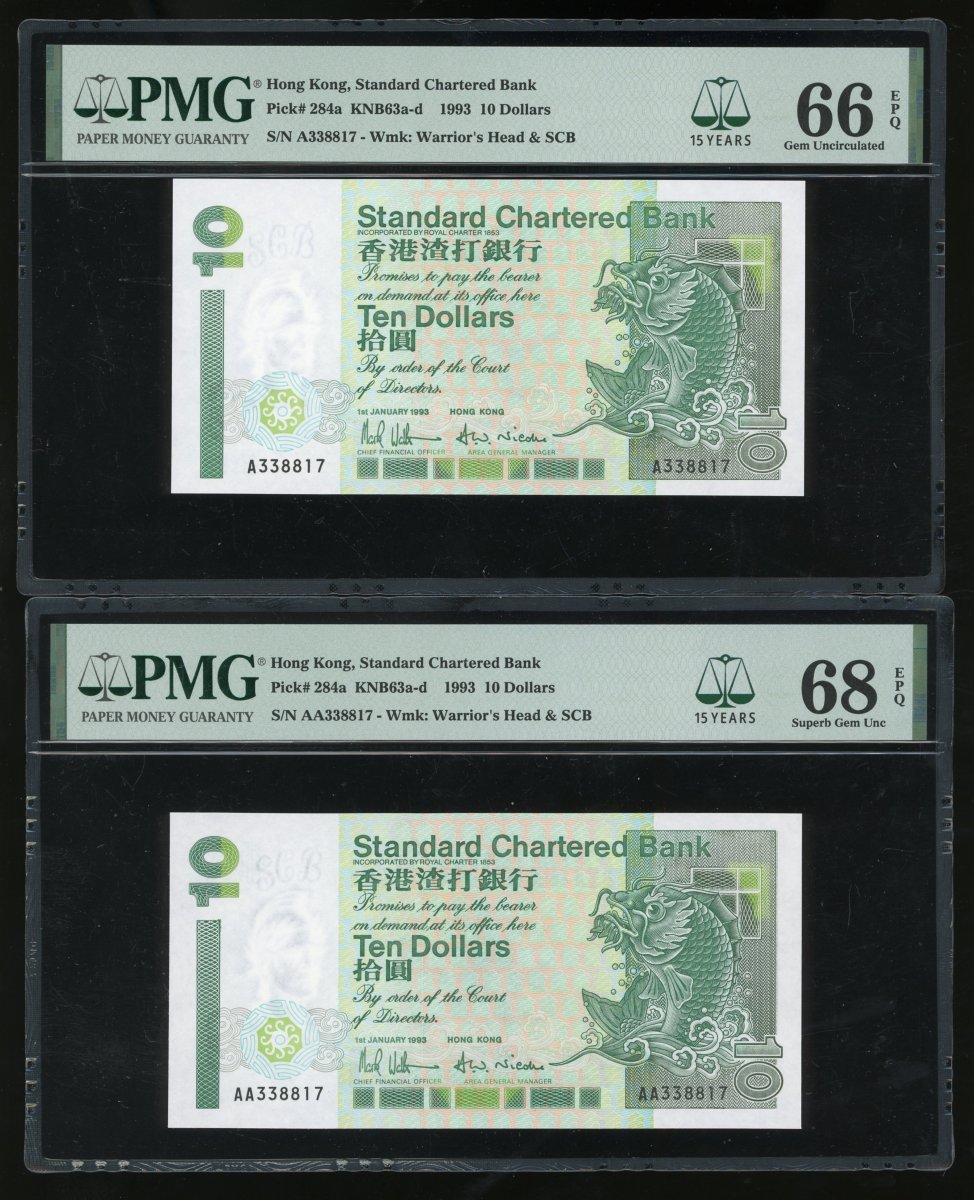 PMG®
PAPER MONEY GUARANTY
Hong Kong, Standard Chartered Bank
Pick# 284a KNB63a-d 1993 10 Dollars
S/N A338817 - Wmk: Warrior's Head & SCB
15 YEARS
66 EPQ
Gem Uncirculated
10
SCB
Standard Chartered Bank
INCORPORATED BY ROYAL CHARTER 1853
香港渣打銀行
Promises to pay the bearer
on demand at its office here
Ten Dollars
拾圓
By order of the Court
of Directors.
1st JANUARY 1993 HONG KONG
CHIEF FINANCIAL OFFICER AREA GENERAL MANAGER
A338817 A338817
10
PMG®
PAPER MONEY GUARANTY
Hong Kong, Standard Chartered Bank
Pick# 284a KNB63a-d 1993 10 Dollars
S/N AA338817 - Wmk: Warrior's Head & SCB
15 YEARS
68 EPQ
Superb Gem Unc
10
SCB
Standard Chartered Bank
INCORPORATED BY ROYAL CHARTER 1853
香港渣打銀行
Promises to pay the bearer
on demand at its office here
Ten Dollars
拾圓
By order of the Court
of Directors.
1st JANUARY 1993 HONG KONG
CHIEF FINANCIAL OFFICER AREA GENERAL MANAGER
AA338817 AA338817
10